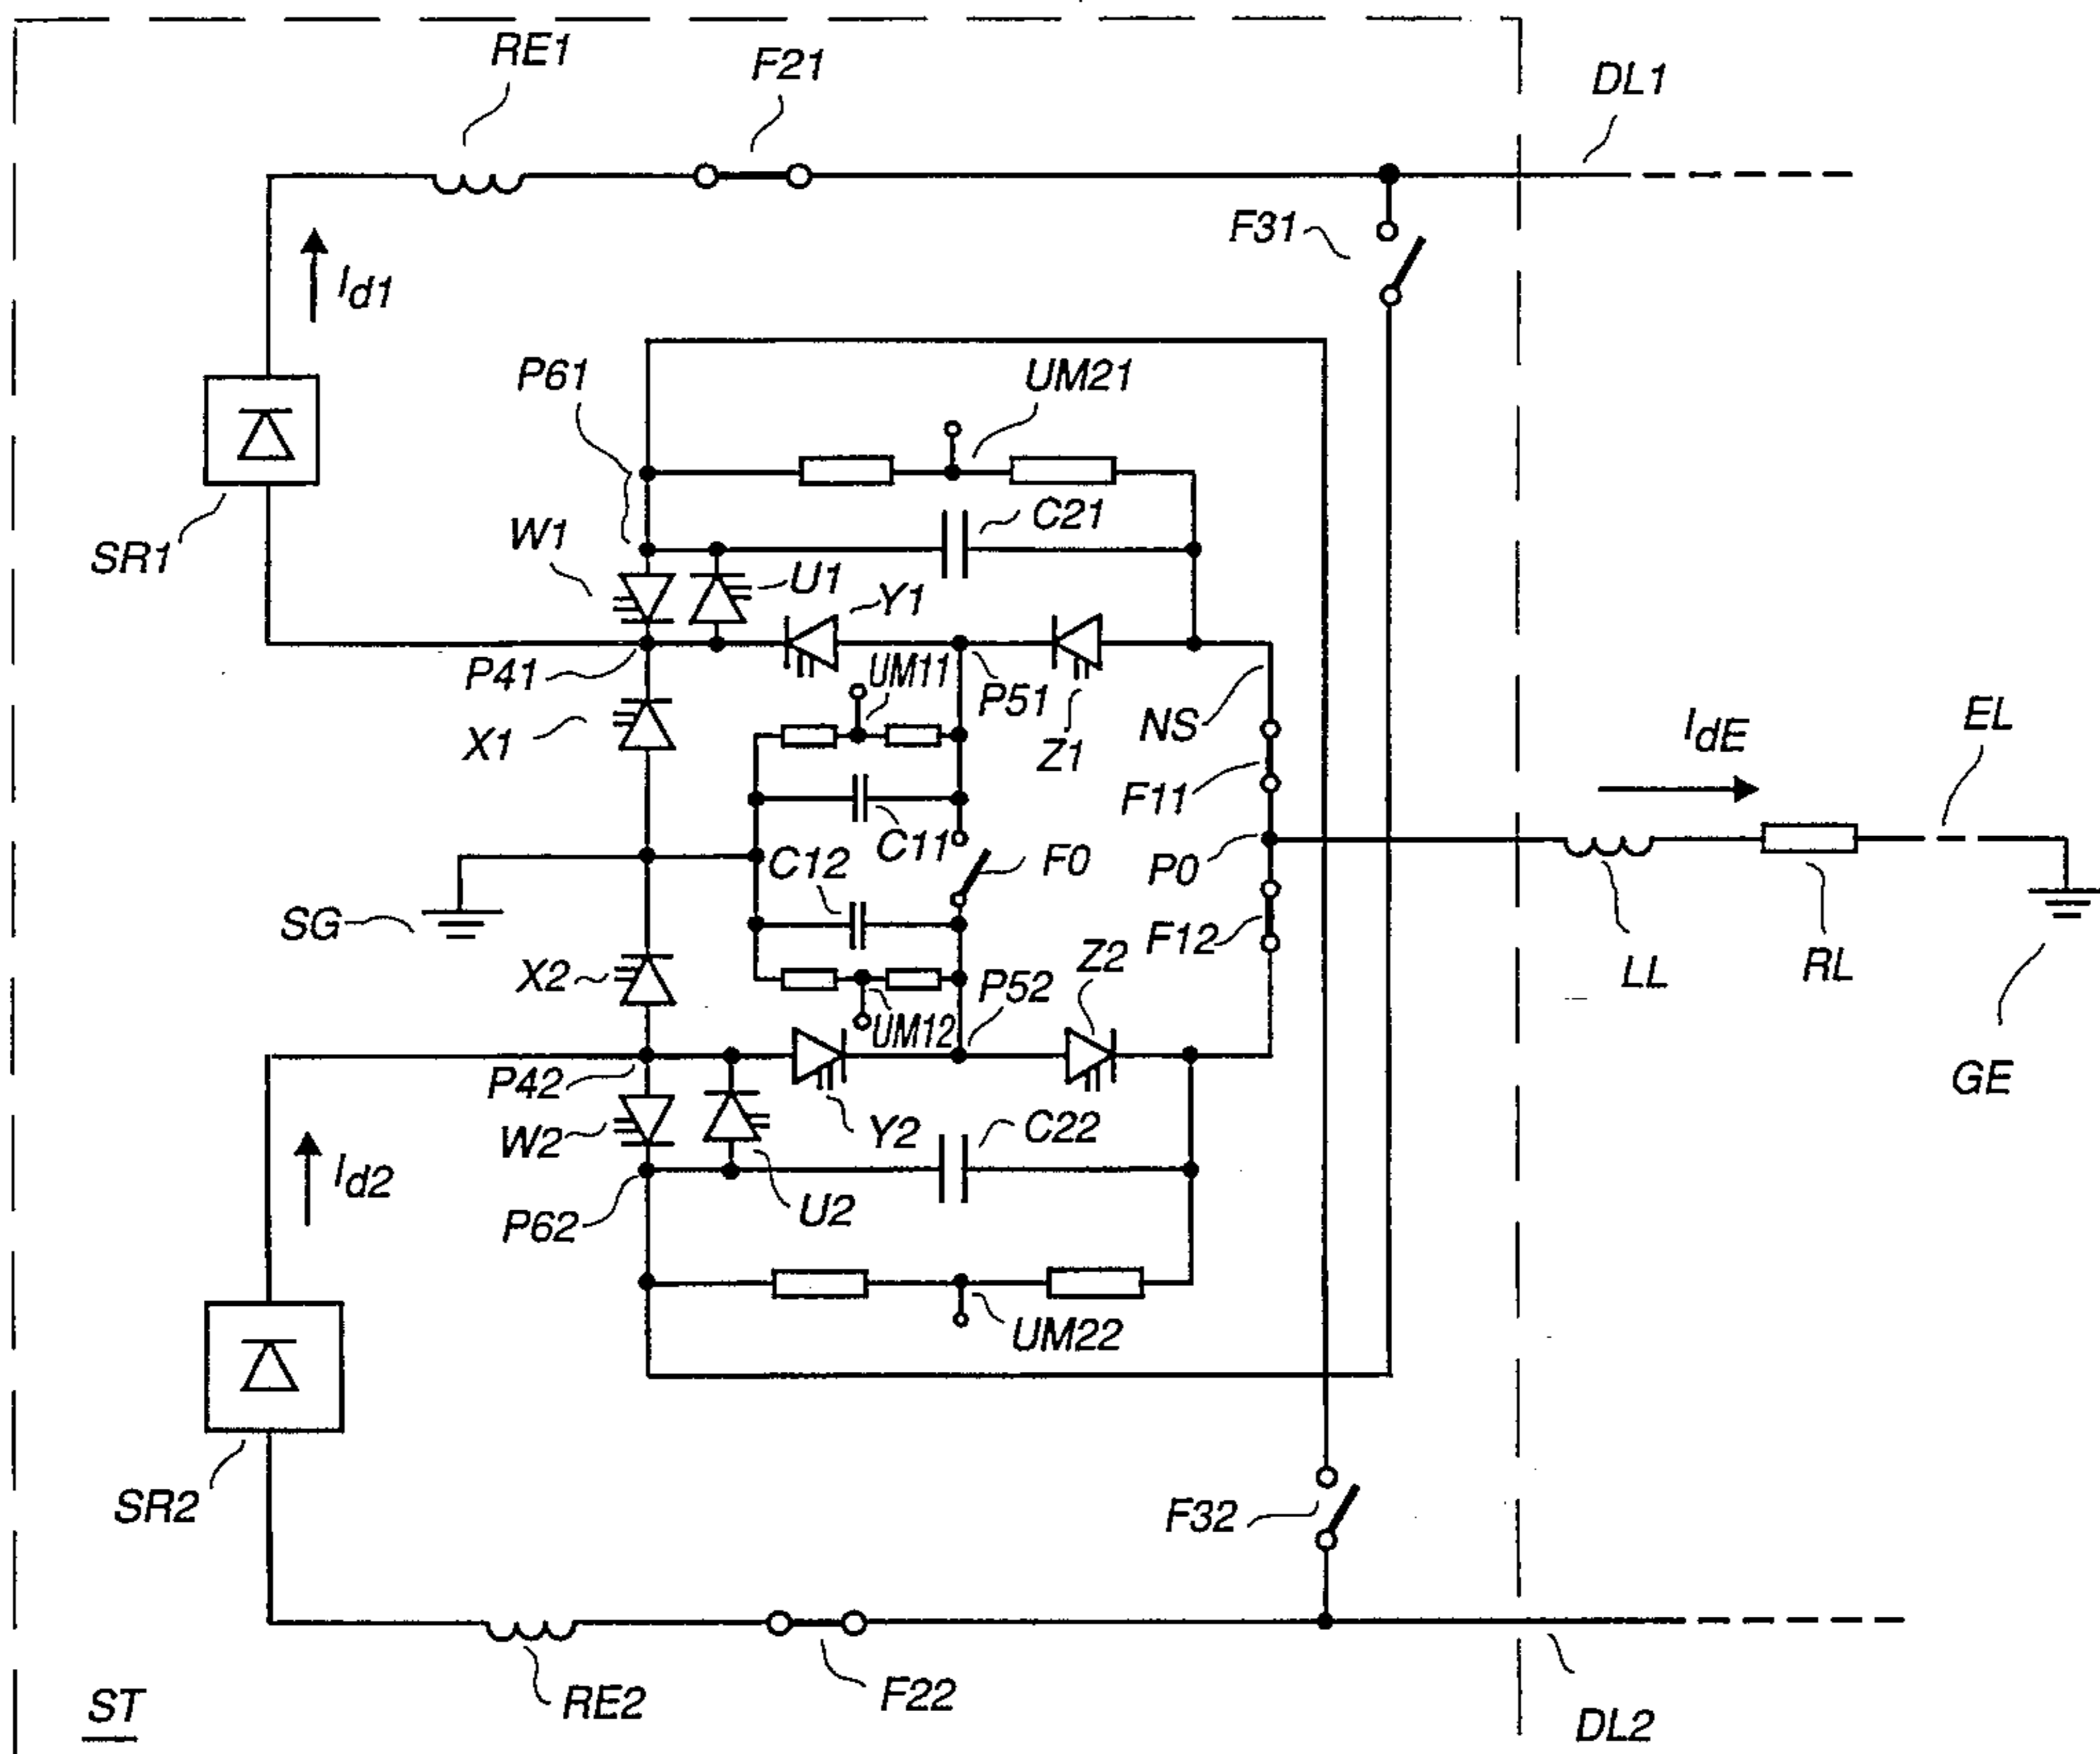 RE1
F21
DL1
F31
Id1
P61
UM21
C21
W1
SR1
U1
Y1
P41
UM11
P51
X1
Z1
NS
IdE
EL
F11
C11
C12
F0
P0
SG
F12
Z2
X2
P52
LL
RL
UM12
P42
GE
W2
Y2
C22
Id2
U2
P62
UM22
SR2
F32
RE2
F22
ST
DL2